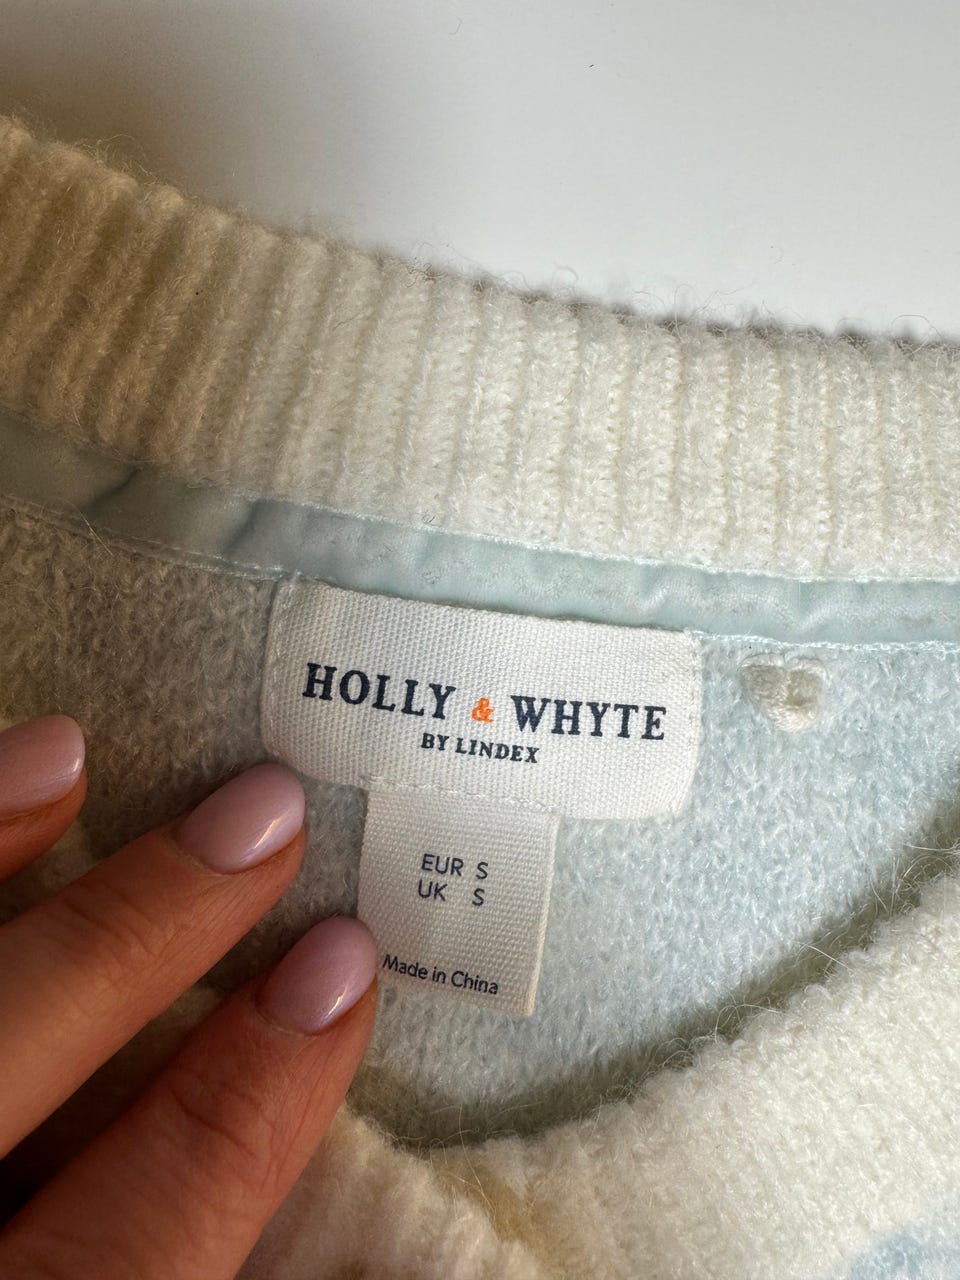 HOLLY & WHYTE
BY LINDEX
EUR S
UK S
Made in China